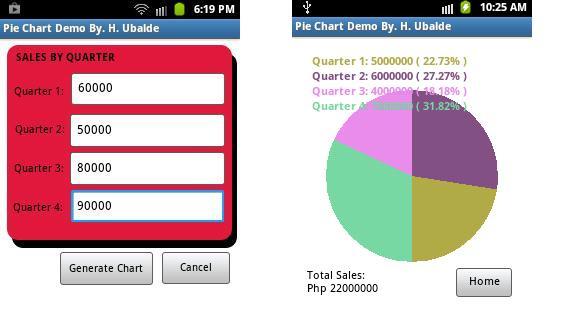 6:19 PM
Pie Chart Demo By. H. Ubalde
SALES BY QUARTER
Quarter 1: 60000
Quarter 2: 50000
Quarter 3: 80000
Quarter 4: 90000
Generate Chart
Cancel
10:25 AM
Pie Chart Demo By. H. Ubalde
Quarter 1: 5000000 ( 22.73% )
Quarter 2: 6000000 ( 27.27% )
Quarter 3: 4000000 ( 18.18% )
Quarter 4: ( 31.82% )
Total Sales:
Php 22000000
Home